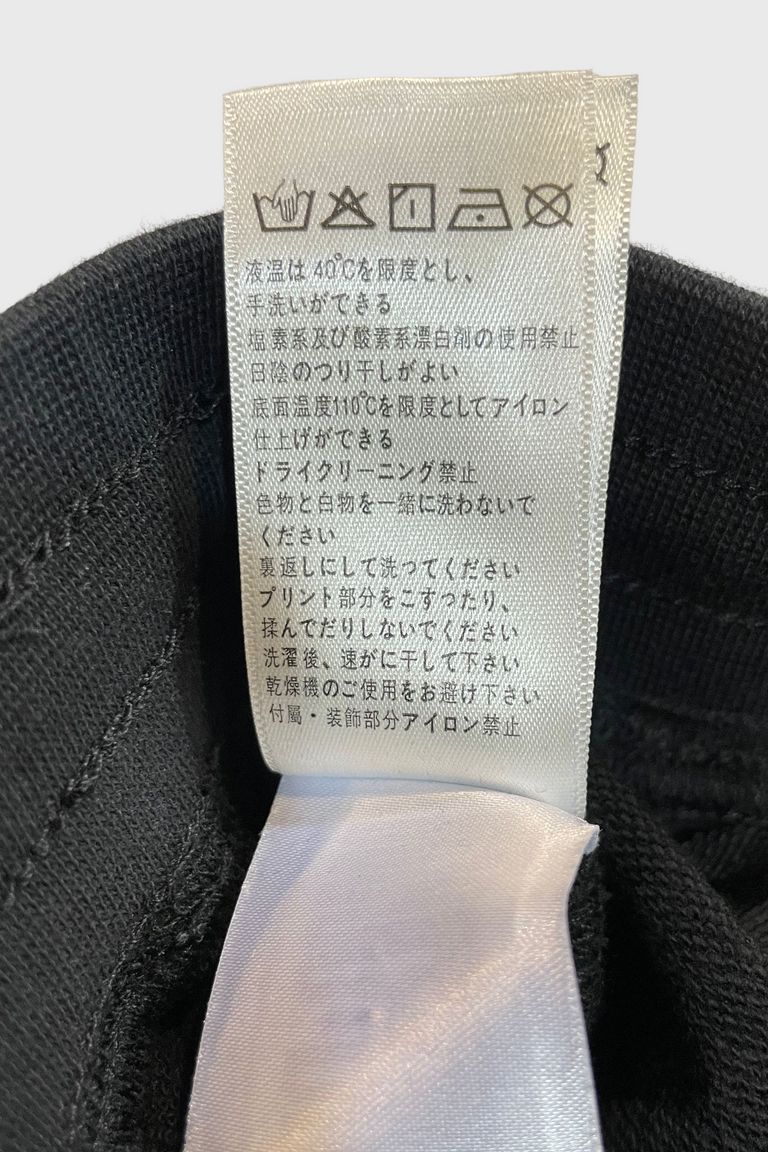 液温は 40℃を限度とし、
手洗いができる
塩素系及び酸素系漂白剤の使用禁止
日陰のつり干しがよい
底面温度110℃を限度としてアイロン
仕上げができる
ドライクリーニング禁止
色物と白物を一緒に洗わないで
ください
裏返しにして洗ってください
プリント部分をこすったり、
揉んでだりしないでください
洗濯後、速がに干して下さい
乾燥機のご使用をお避け下さい
付屬・装飾部分アイロン禁止